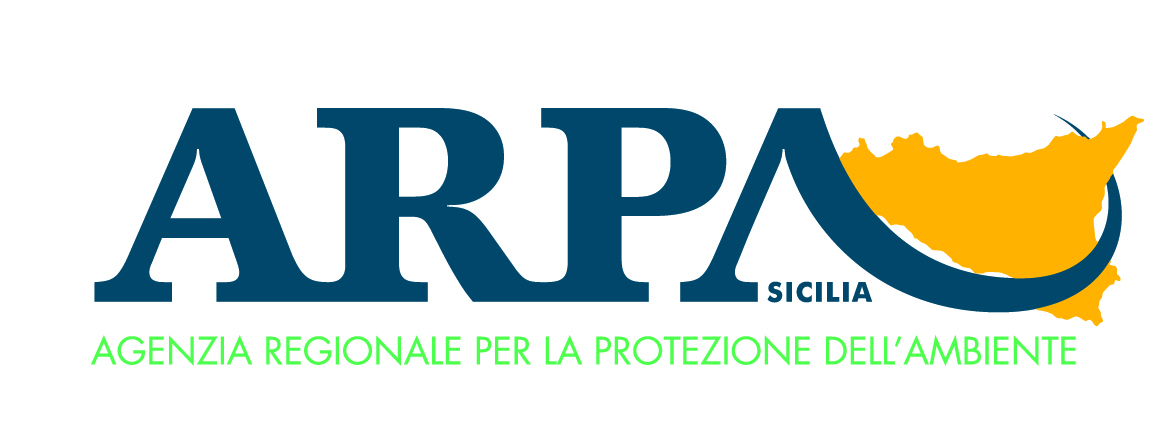 ARPA
SICILIA
AGENZIA REGIONALE PER LA PROTEZIONE DELL'AMBIENTE